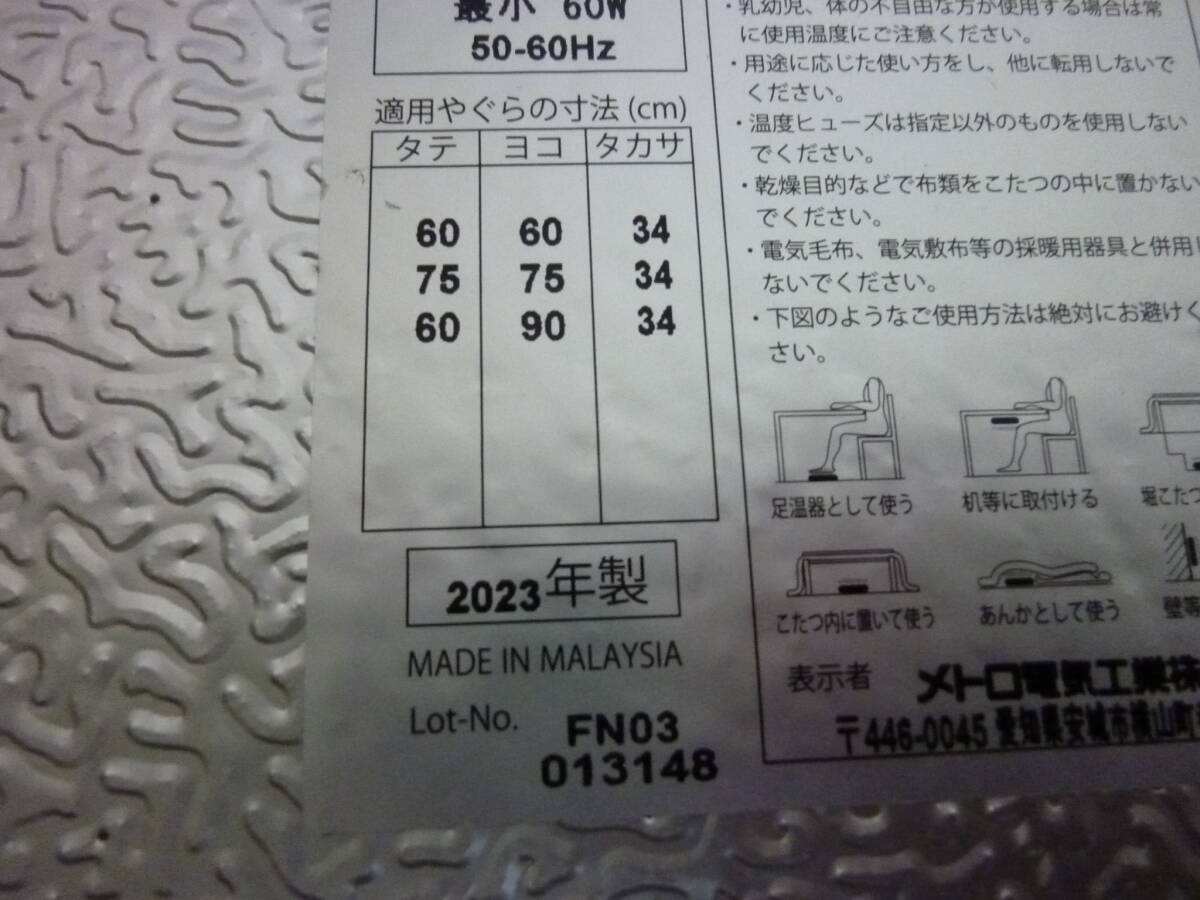 最小 60W
50-60Hz
適用やぐらの寸法(cm)
タテ ヨコ タカサ
60 60 34
75 75 34
60 90 34
2023年製
MADE IN MALAYSIA
Lot-No. FN03
013148
・乳幼児、体の不自由な方が使用する場合は常
に使用温度にご注意ください。
・用途に応じた使い方をし、他に転用しないで
ください。
・温度ヒューズは指定以外のものを使用しない
でください。
・乾燥目的などで布類をこたつの中に置かない
でください。
・電気毛布、電気敷布等の採暖用器具と併用し
ないでください。
・下図のようなご使用方法は絶対にお避けく
さい。
足温器として使う 机等に取付ける 堀こたつ
こたつ内に置いて使う あんかとして使う 壁等
表示者 メトロ電気工業株
〒446-0045 愛知県安城市横山町